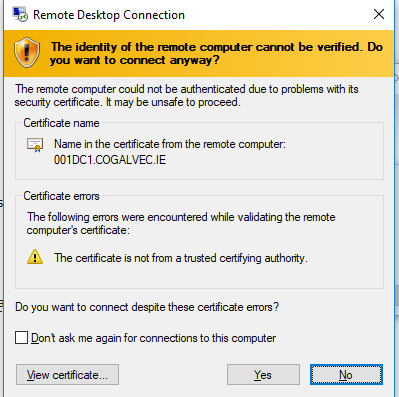 Remote Desktop Connection
The identity of the remote computer cannot be verified. Do
you want to connect anyway?
The remote computer could not be authenticated due to problems with its
security certificate. It may be unsafe to proceed.
Certificate name
Name in the certificate from the remote computer:
001DC1.COGALVEC.IE
Certificate errors
The following errors were encountered while validating the remote
computer's certificate:
The certificate is not from a trusted certifying authority.
Do you want to connect despite these certificate errors?
Don't ask me again for connections to this computer
View certificate... Yes No